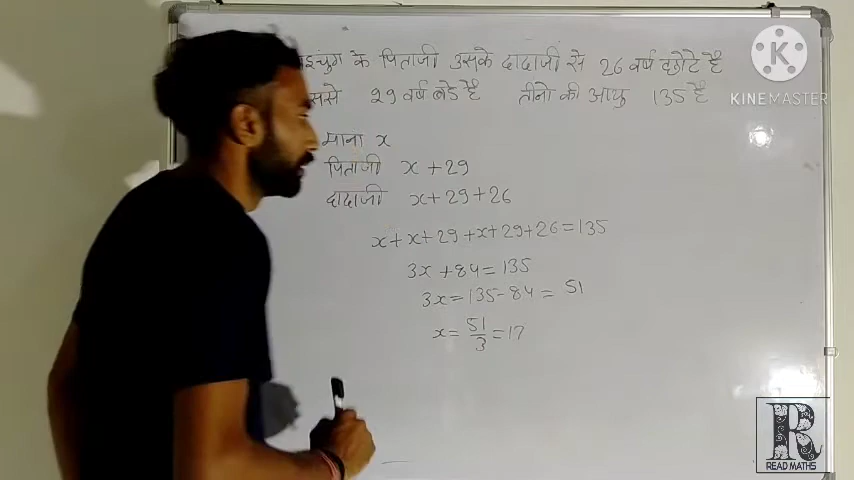 के पिताजी उसके दादाजी से 26 वर्ष छोटे है
29 वर्ष बडे है तीनो की आयु 135 है
माना x
पिताजी x + 29
दादाजी x + 29 + 26
x + x + 29 + x + 29 + 26 = 135
3x + 84 = 135
3x = 135 - 84 = 51
x = 51/3 = 17
KINEMASTER
R
READ MATHS